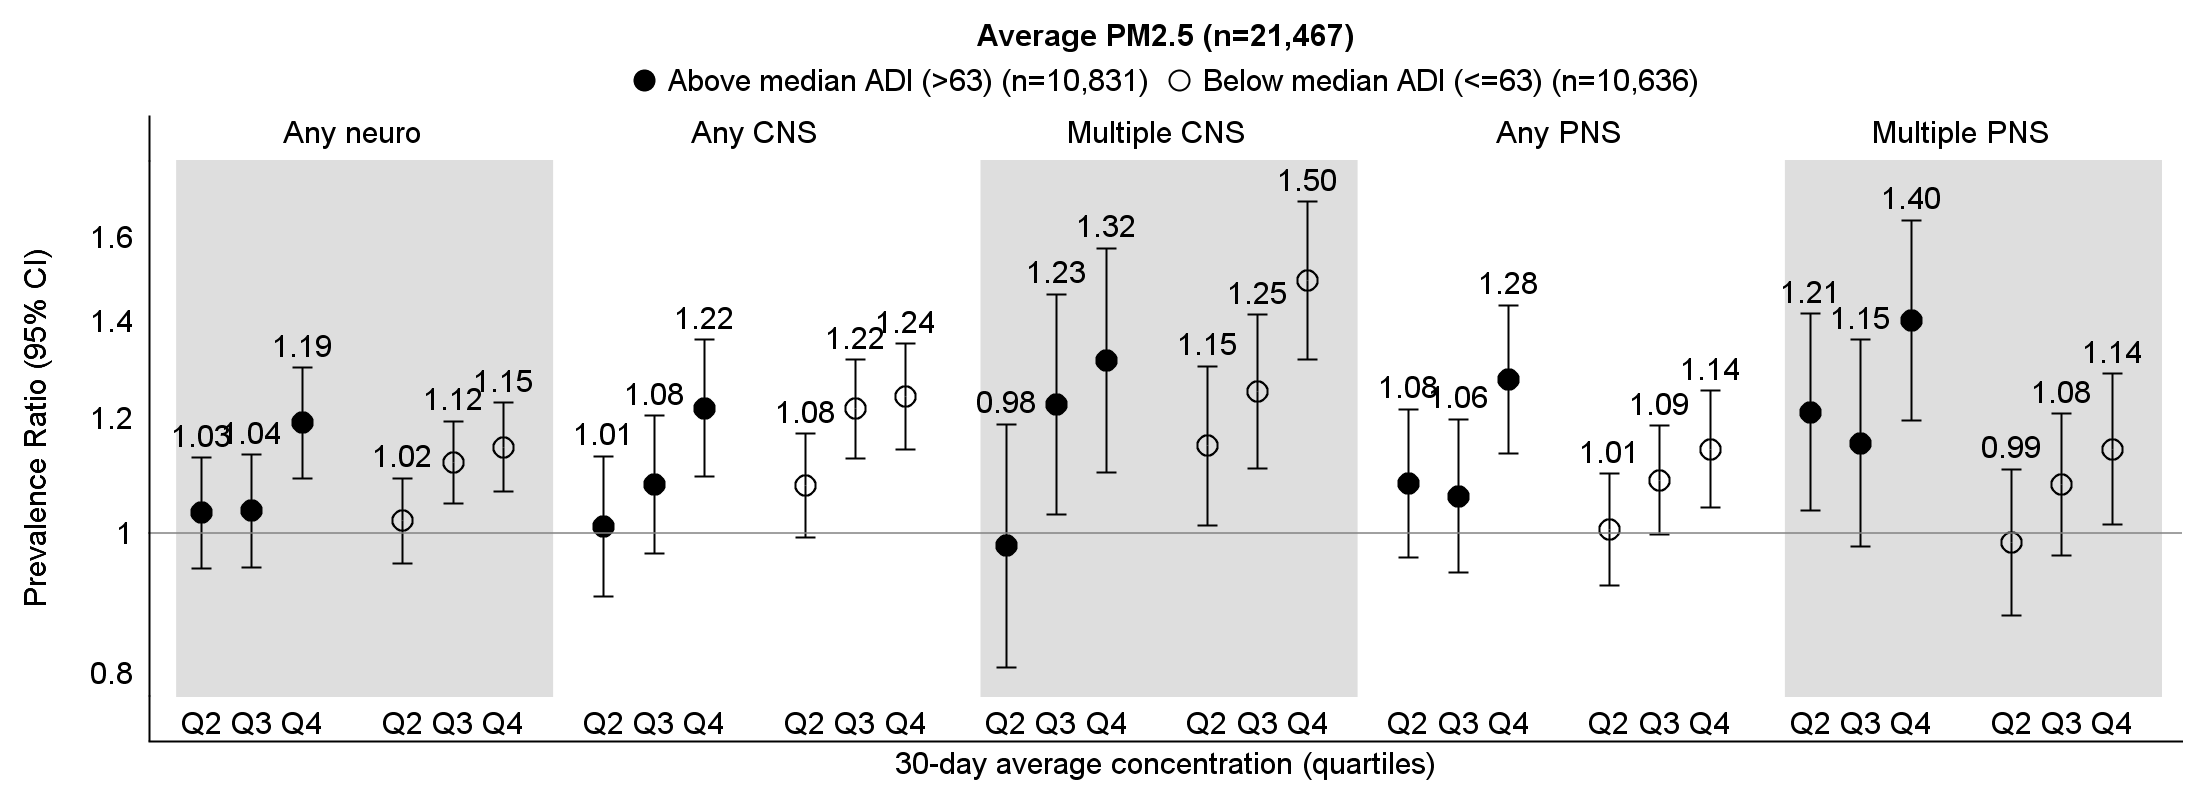 Average PM2.5 (n=21,467)
Above median ADI (>63) (n=10,831) Below median ADI (<=63) (n=10,636)
Any neuro Any CNS Multiple CNS Any PNS Multiple PNS
Prevalence Ratio (95% CI)
1.6
1.4
1.2
1
0.8
1.03 1.04 1.19 1.02 1.12 1.15
1.01 1.08 1.22 1.08 1.22 1.24
0.98 1.23 1.32 1.15 1.25 1.50
1.08 1.06 1.28 1.01 1.09 1.14
1.21 1.15 1.40 0.99 1.08 1.14
Q2 Q3 Q4 Q2 Q3 Q4 Q2 Q3 Q4 Q2 Q3 Q4 Q2 Q3 Q4 Q2 Q3 Q4 Q2 Q3 Q4 Q2 Q3 Q4 Q2 Q3 Q4 Q2 Q3 Q4
30-day average concentration (quartiles)